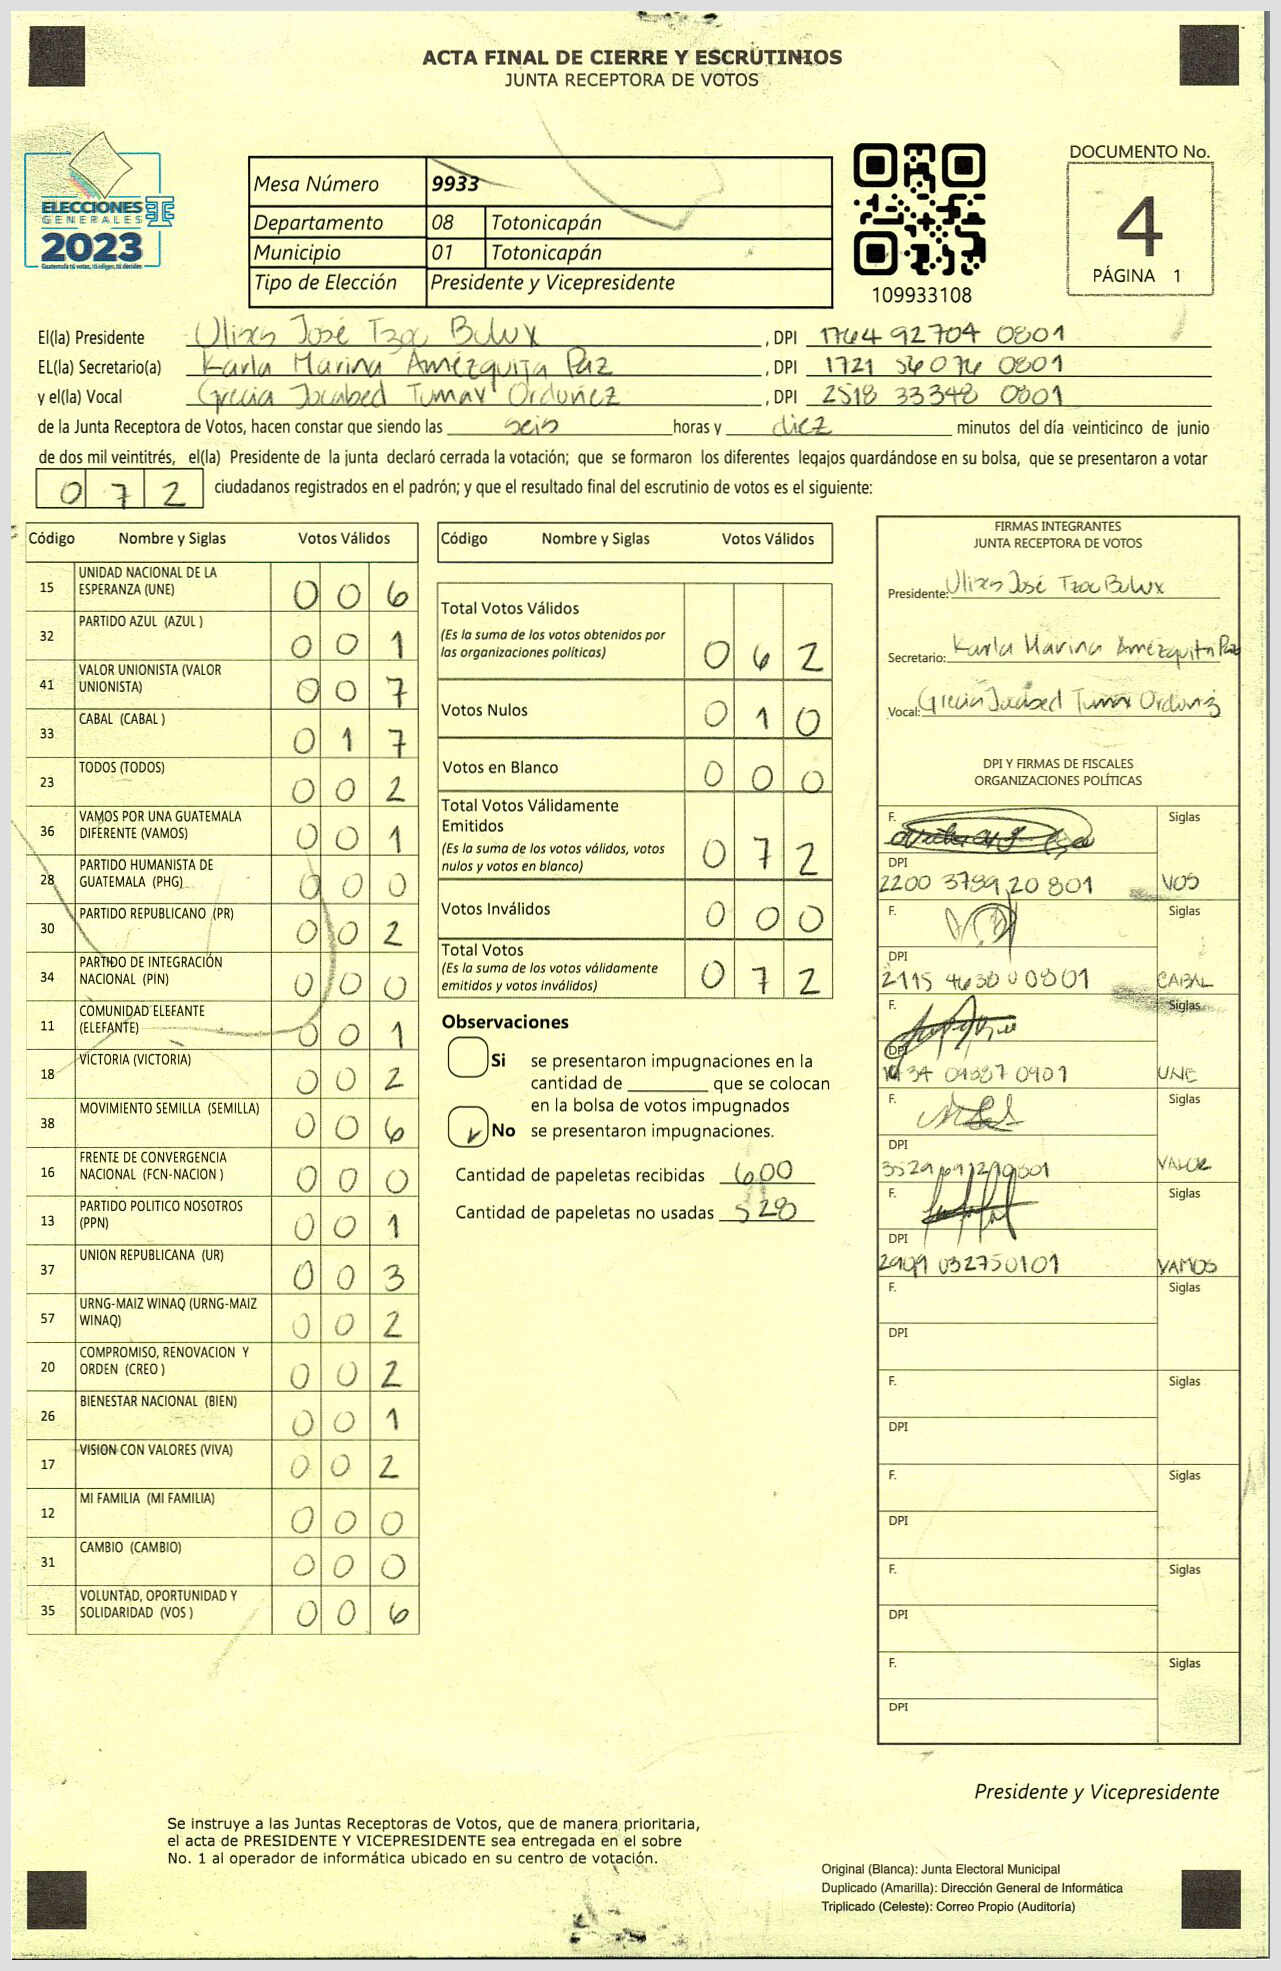 ACTA FINAL DE CIERRE Y ESCRUTINIOS
JUNTA RECEPTORA DE VOTOS
ELECCIONES
GENERALES
2023
Mesa Número 9933
Departamento 08 Totonicapán
Municipio 01 Totonicapán
Tipo de Elección Presidente y Vicepresidente
109933108
DOCUMENTO No.
4
PÁGINA 1
El(la) Presidente Ulixes José Tzoc Bulux, DPI 1764 92704 0801
EL(la) Secretario(a) Karla Marina Amézquita Paz, DPI 1721 56076 0801
y el(la) Vocal Grecia Jocabed Tumax Ordoñez, DPI 2518 33348 0801
de la Junta Receptora de Votos, hacen constar que siendo las seis horas y diez minutos del día veinticinco de junio
de dos mil veintitrés, el(la) Presidente de la junta declaró cerrada la votación; que se formaron los diferentes legajos guardándose en su bolsa, que se presentaron a votar
072 ciudadanos registrados en el padrón; y que el resultado final del escrutinio de votos es el siguiente:
Código Nombre y Siglas Votos Válidos
15 UNIDAD NACIONAL DE LA ESPERANZA (UNE) 0 0 6
32 PARTIDO AZUL (AZUL ) 0 0 1
41 VALOR UNIONISTA (VALOR UNIONISTA) 0 0 7
33 CABAL (CABAL ) 0 1 7
23 TODOS (TODOS) 0 0 2
36 VAMOS POR UNA GUATEMALA DIFERENTE (VAMOS) 0 0 1
28 PARTIDO HUMANISTA DE GUATEMALA (PHG) 0 0 0
30 PARTIDO REPUBLICANO (PR) 0 0 2
34 PARTIDO DE INTEGRACIÓN NACIONAL (PIN) 0 0 0
11 COMUNIDAD ELEFANTE (ELEFANTE) 0 0 1
18 VICTORIA (VICTORIA) 0 0 2
38 MOVIMIENTO SEMILLA (SEMILLA) 0 0 6
16 FRENTE DE CONVERGENCIA NACIONAL (FCN-NACION ) 0 0 0
13 PARTIDO POLITICO NOSOTROS (PPN) 0 0 1
37 UNION REPUBLICANA (UR) 0 0 3
57 URNG-MAIZ WINAQ (URNG-MAIZ WINAQ) 0 0 2
20 COMPROMISO, RENOVACION Y ORDEN (CREO ) 0 0 2
26 BIENESTAR NACIONAL (BIEN) 0 0 1
17 VISION CON VALORES (VIVA) 0 0 2
12 MI FAMILIA (MI FAMILIA) 0 0 0
31 CAMBIO (CAMBIO) 0 0 0
35 VOLUNTAD, OPORTUNIDAD Y SOLIDARIDAD (VOS ) 0 0 6
Código Nombre y Siglas Votos Válidos
Total Votos Válidos
(Es la suma de los votos obtenidos por
las organizaciones políticas) 0 6 2
Votos Nulos 0 1 0
Votos en Blanco 0 0 0
Total Votos Válidamente
Emitidos
(Es la suma de los votos válidos, votos
nulos y votos en blanco) 0 7 2
Votos Inválidos 0 0 0
Total Votos
(Es la suma de los votos válidamente
emitidos y votos inválidos) 0 7 2
Observaciones
Si se presentaron impugnaciones en la
cantidad de ________ que se colocan
en la bolsa de votos impugnados
No se presentaron impugnaciones.
Cantidad de papeletas recibidas 600
Cantidad de papeletas no usadas 528
FIRMAS INTEGRANTES
JUNTA RECEPTORA DE VOTOS
Presidente: Ulixes José Tzoc Bulux
Secretario: Karla Marina Amézquita Paz
Vocal: Grecia Jocabed Tumax Ordoñez
DPI Y FIRMAS DE FISCALES
ORGANIZACIONES POLÍTICAS
F. Siglas
DPI
2200 3789 20801 VOS
F. Siglas
DPI
2115 4630 00801 CABAL
F. Siglas
DPI
UNE
F. Siglas
DPI
VALOR
F. Siglas
DPI
2909 032750101 VAMOS
F. Siglas
DPI
F. Siglas
DPI
F. Siglas
DPI
F. Siglas
DPI
F. Siglas
DPI
Presidente y Vicepresidente
Se instruye a las Juntas Receptoras de Votos, que de manera prioritaria,
el acta de PRESIDENTE Y VICEPRESIDENTE sea entregada en el sobre
No. 1 al operador de informática ubicado en su centro de votación.
Original (Blanca): Junta Electoral Municipal
Duplicado (Amarilla): Dirección General de Informática
Triplicado (Celeste): Correo Propio (Auditoría)